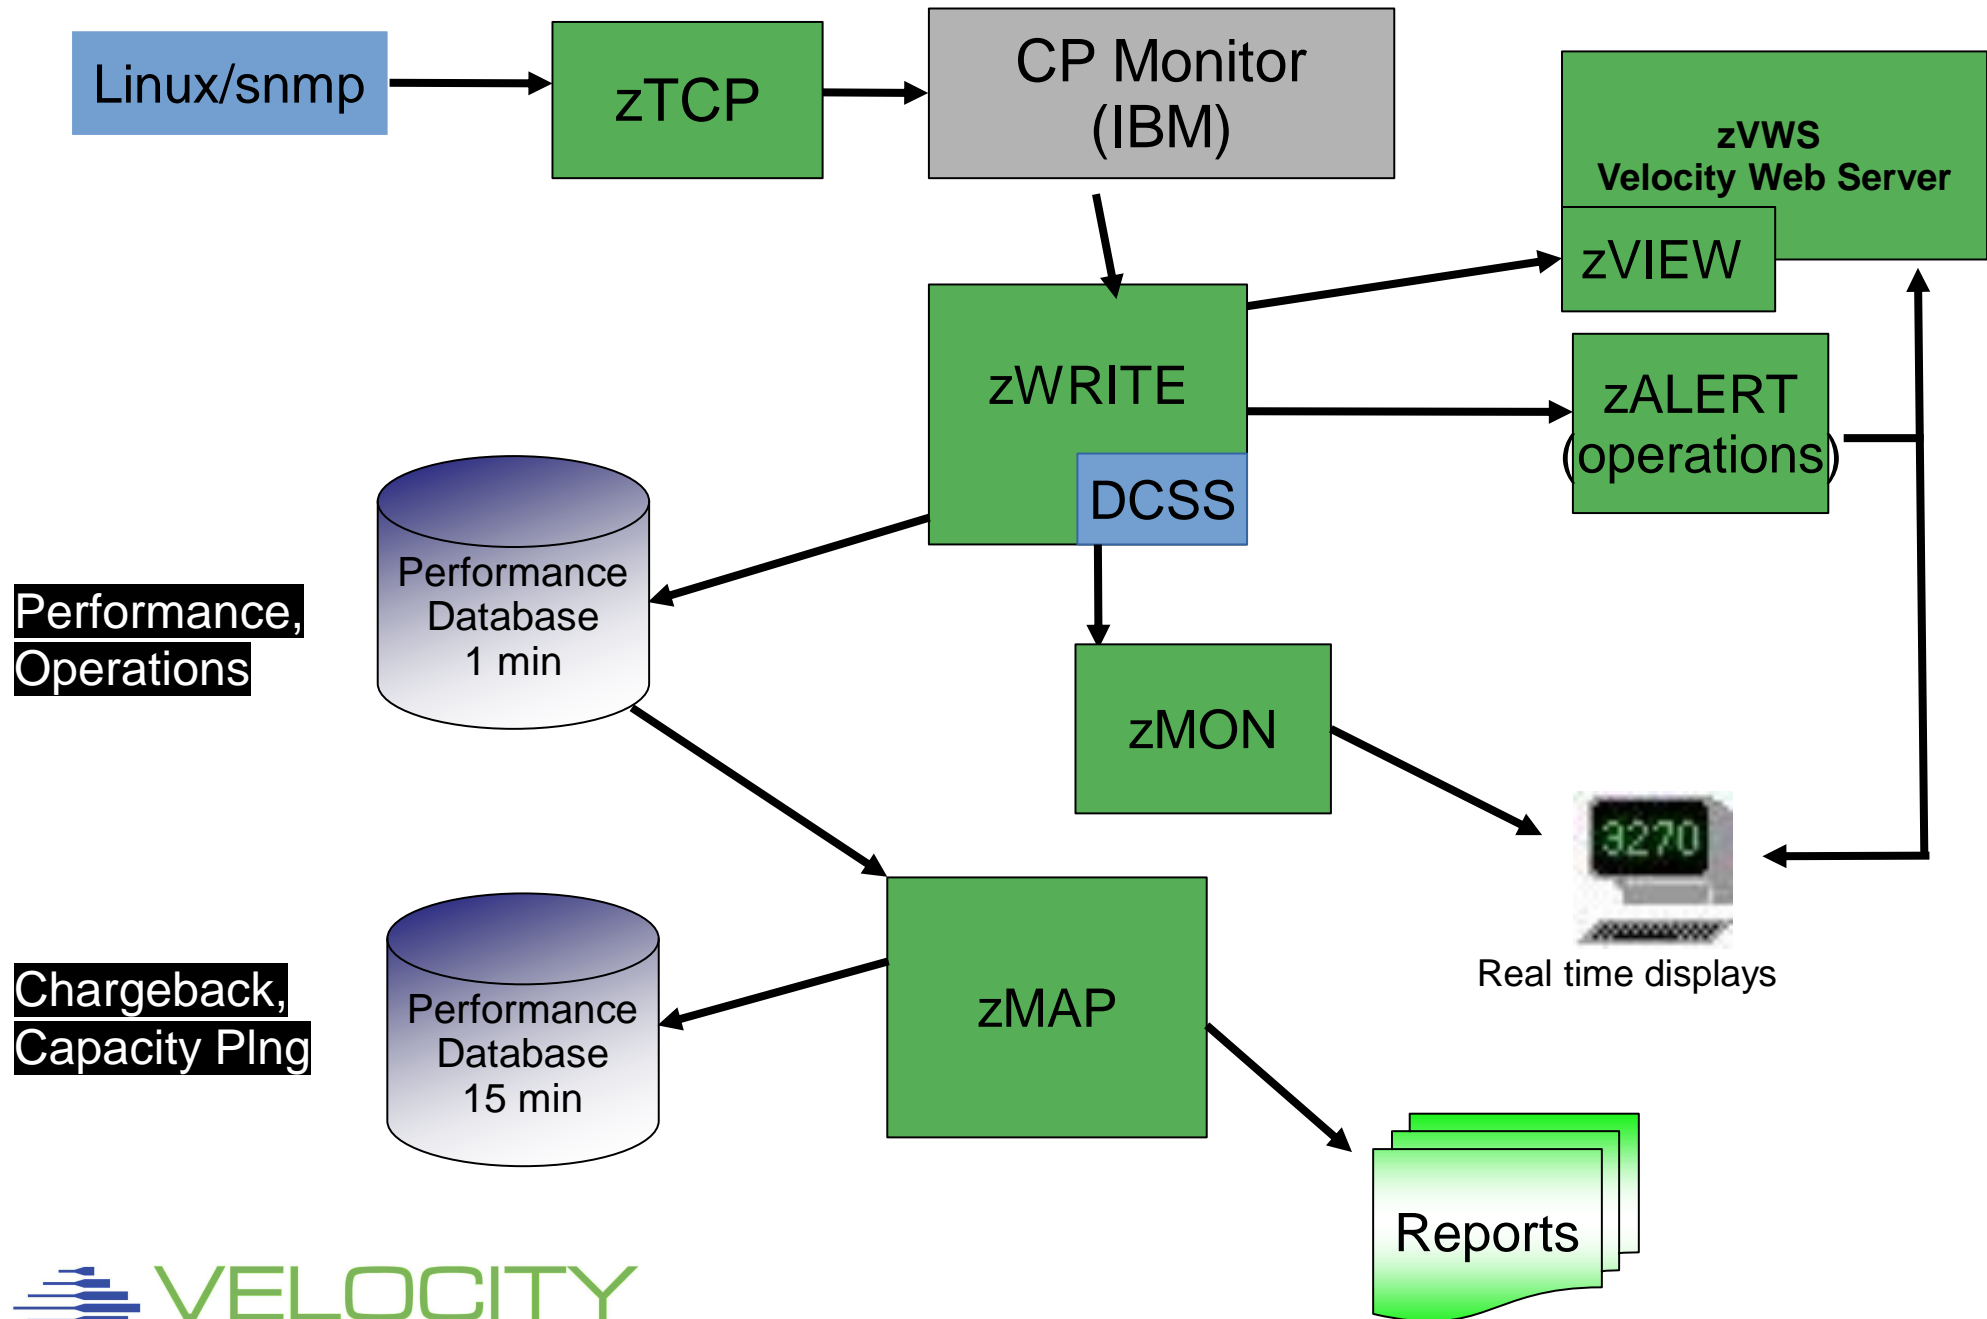 Linux/snmp
zTCP
CP Monitor
(IBM)
zVWS
Velocity Web Server
zVIEW
zWRITE
zALERT
(operations)
DCSS
Performance
Database
1 min
Performance,
Operations
zMON
3270
Real time displays
Chargeback,
Capacity Plng
Performance
Database
15 min
zMAP
Reports
VELOCITY